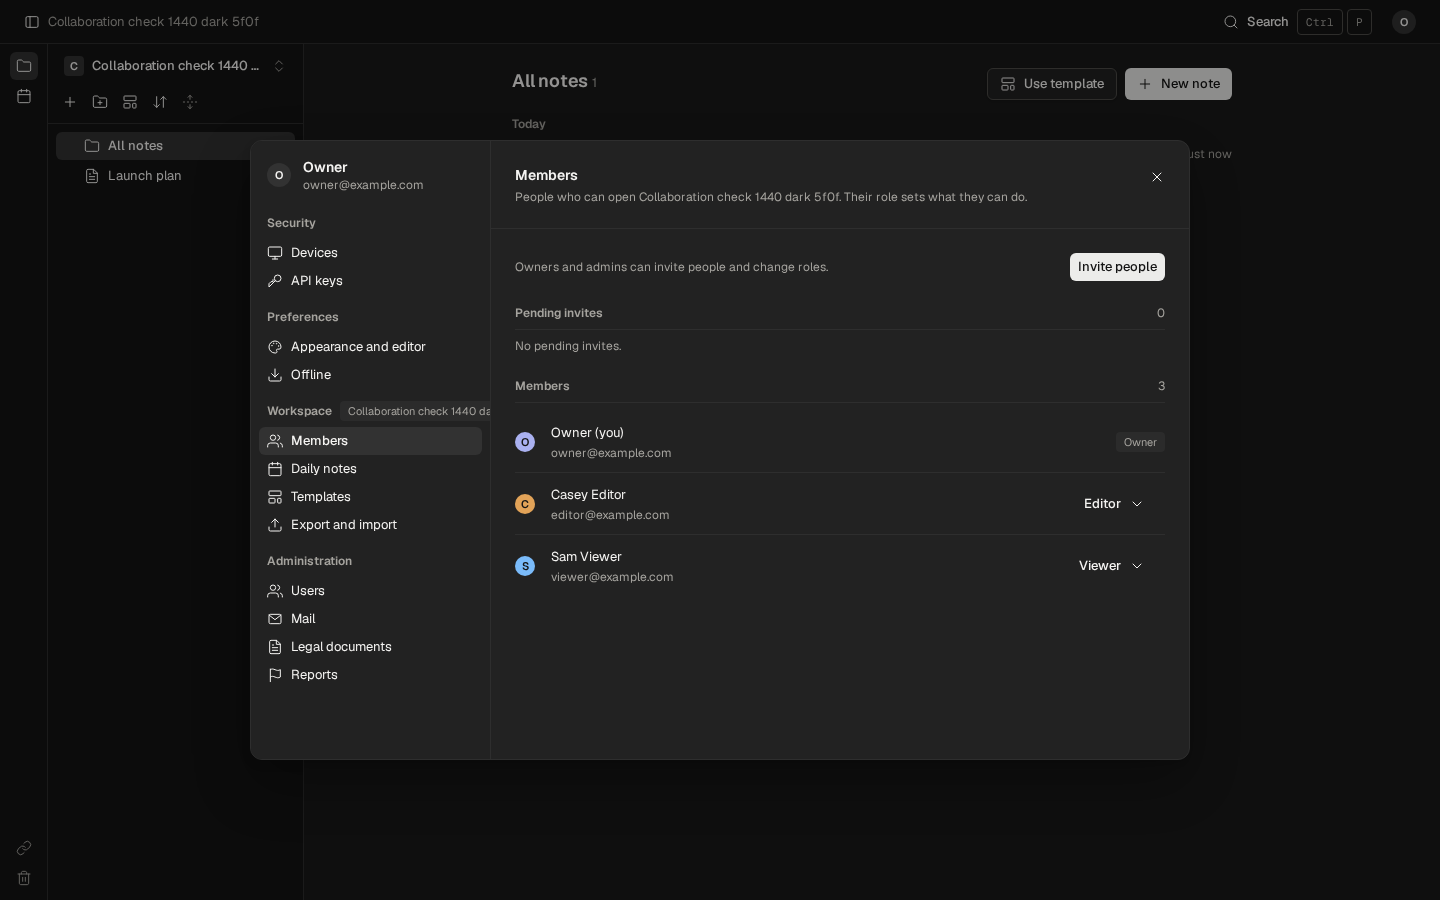 Collaboration check 1440 dark 5f0f
Search Ctrl P O
C Collaboration check 1440 ...
All notes 1
Use template
New note
Today
All notes
Launch plan
ust now
O Owner
owner@example.com
Security
Devices
API keys
Preferences
Appearance and editor
Offline
Workspace Collaboration check 1440 da
Members
Daily notes
Templates
Export and import
Administration
Users
Mail
Legal documents
Reports
Members
People who can open Collaboration check 1440 dark 5f0f. Their role sets what they can do.
Owners and admins can invite people and change roles.
Invite people
Pending invites 0
No pending invites.
Members 3
O Owner (you)
owner@example.com
Owner
C Casey Editor
editor@example.com
Editor
S Sam Viewer
viewer@example.com
Viewer